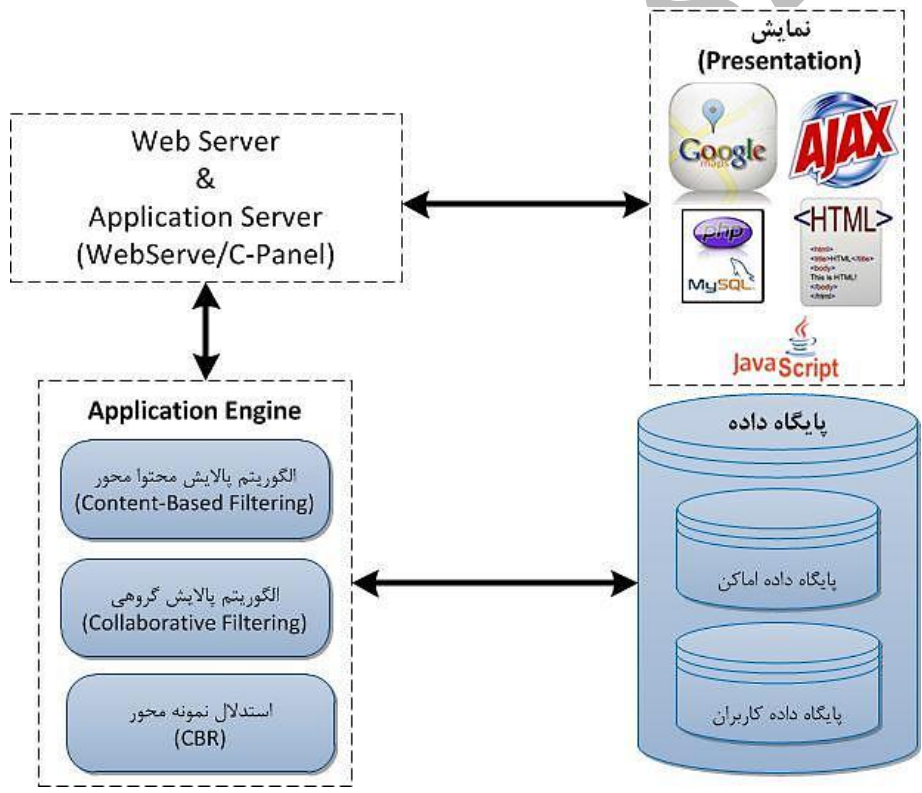 نمایش
(Presentation)
Google
maps
AJAX
php
MySQL
<HTML>
<html>
<title>HTML</title>
<body>
This is HTML!
</body>
</html>
JavaScript
Web Server
&
Application Server
(WebServe/C-Panel)
Application Engine
الگوریتم پالایش محتوا محور
(Content-Based Filtering)
الگوریتم پالایش گروهی
(Collaborative Filtering)
استدلال نمونه محور
(CBR)
پایگاه داده
پایگاه داده اماکن
پایگاه داده کاربران